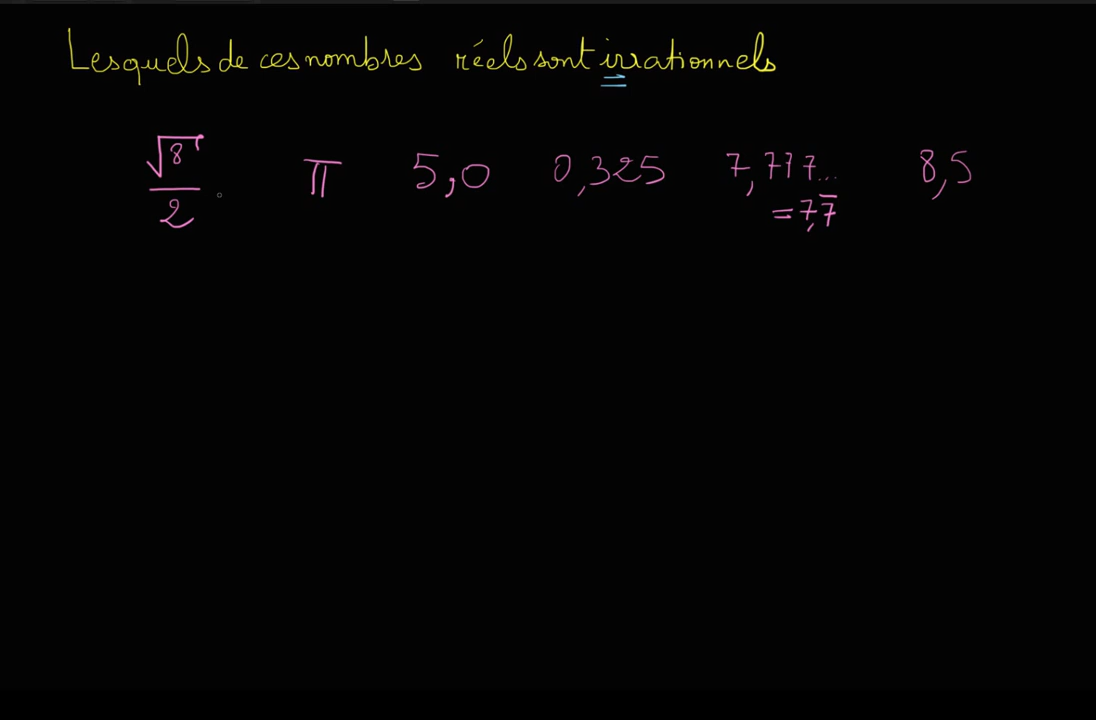 Lesquels de ces nombres réels sont irrationnels
√8/2 π 5,0 0,325 7,777... 8,5
= 7,7̅